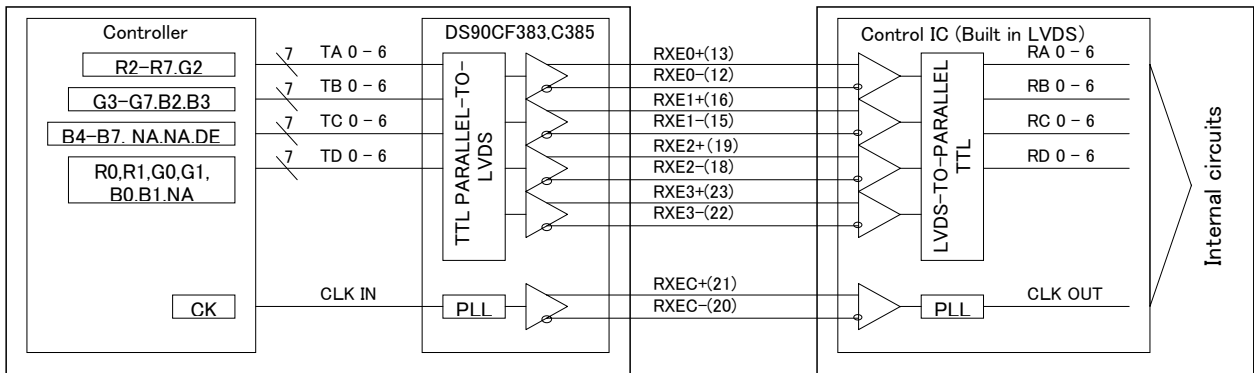 Controller
R2-R7.G2
G3-G7.B2.B3
B4-B7. NA.NA.DE
R0,R1,G0,G1,
B0.B1.NA
CK
7
TA 0 - 6
7
TB 0 - 6
7
TC 0 - 6
7
TD 0 - 6
CLK IN
DS90CF383,C385
TTL PARALLEL-TO-
LVDS
PLL
RXE0+(13)
RXE0-(12)
RXE1+(16)
RXE1-(15)
RXE2+(19)
RXE2-(18)
RXE3+(23)
RXE3-(22)
RXEC+(21)
RXEC-(20)
Control IC (Built in LVDS)
LVDS-TO-PARALLEL
TTL
PLL
RA 0 - 6
RB 0 - 6
RC 0 - 6
RD 0 - 6
CLK OUT
Internal circuits